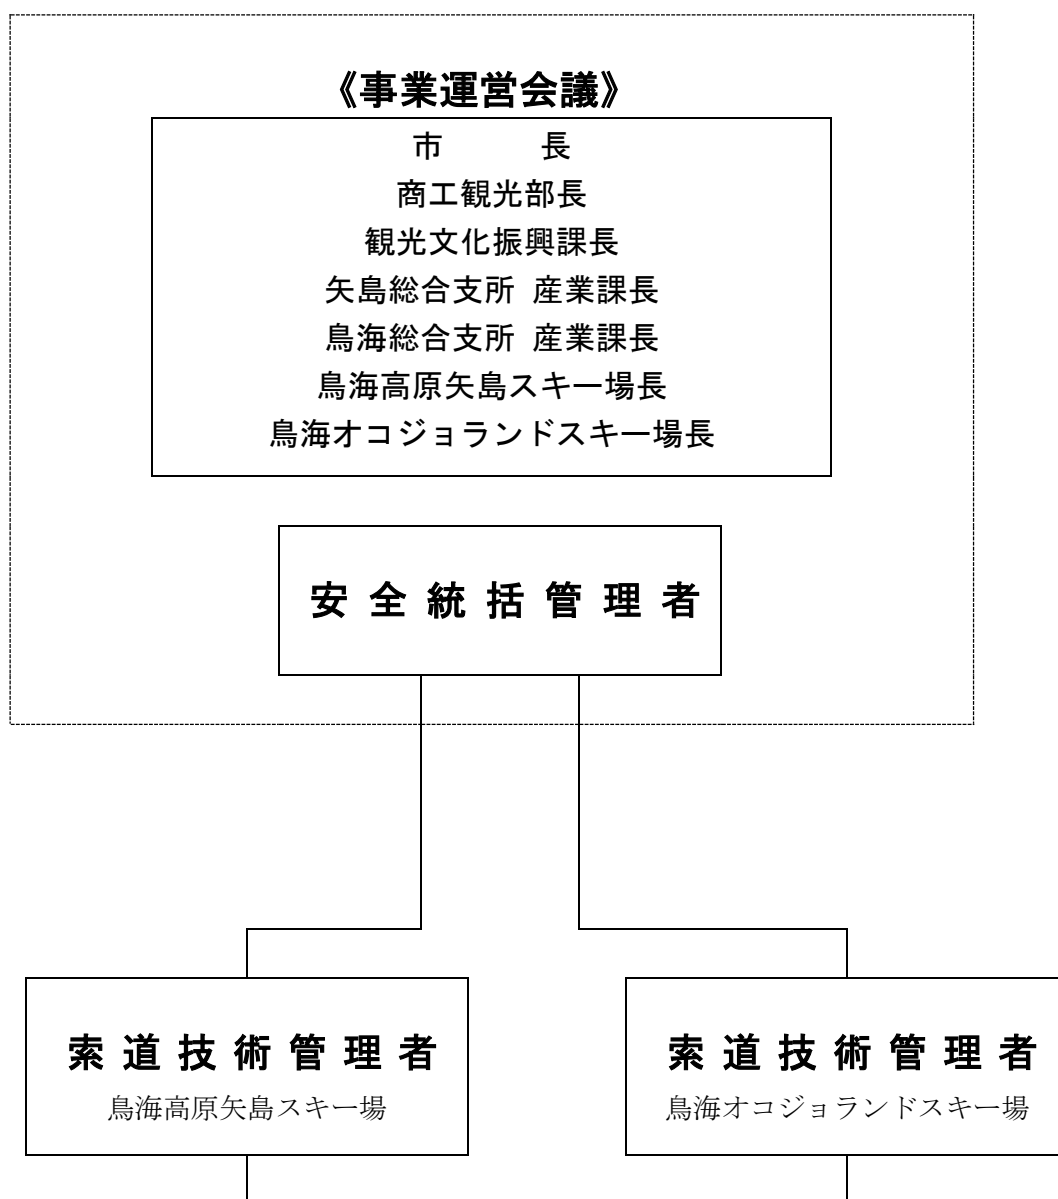 《事業運営会議》
市　　　長
商工観光部長
観光文化振興課長
矢島総合支所 産業課長
鳥海総合支所 産業課長
鳥海高原矢島スキー場長
鳥海オコジョランドスキー場長
安全統括管理者
索道技術管理者
鳥海高原矢島スキー場
索道技術管理者
鳥海オコジョランドスキー場